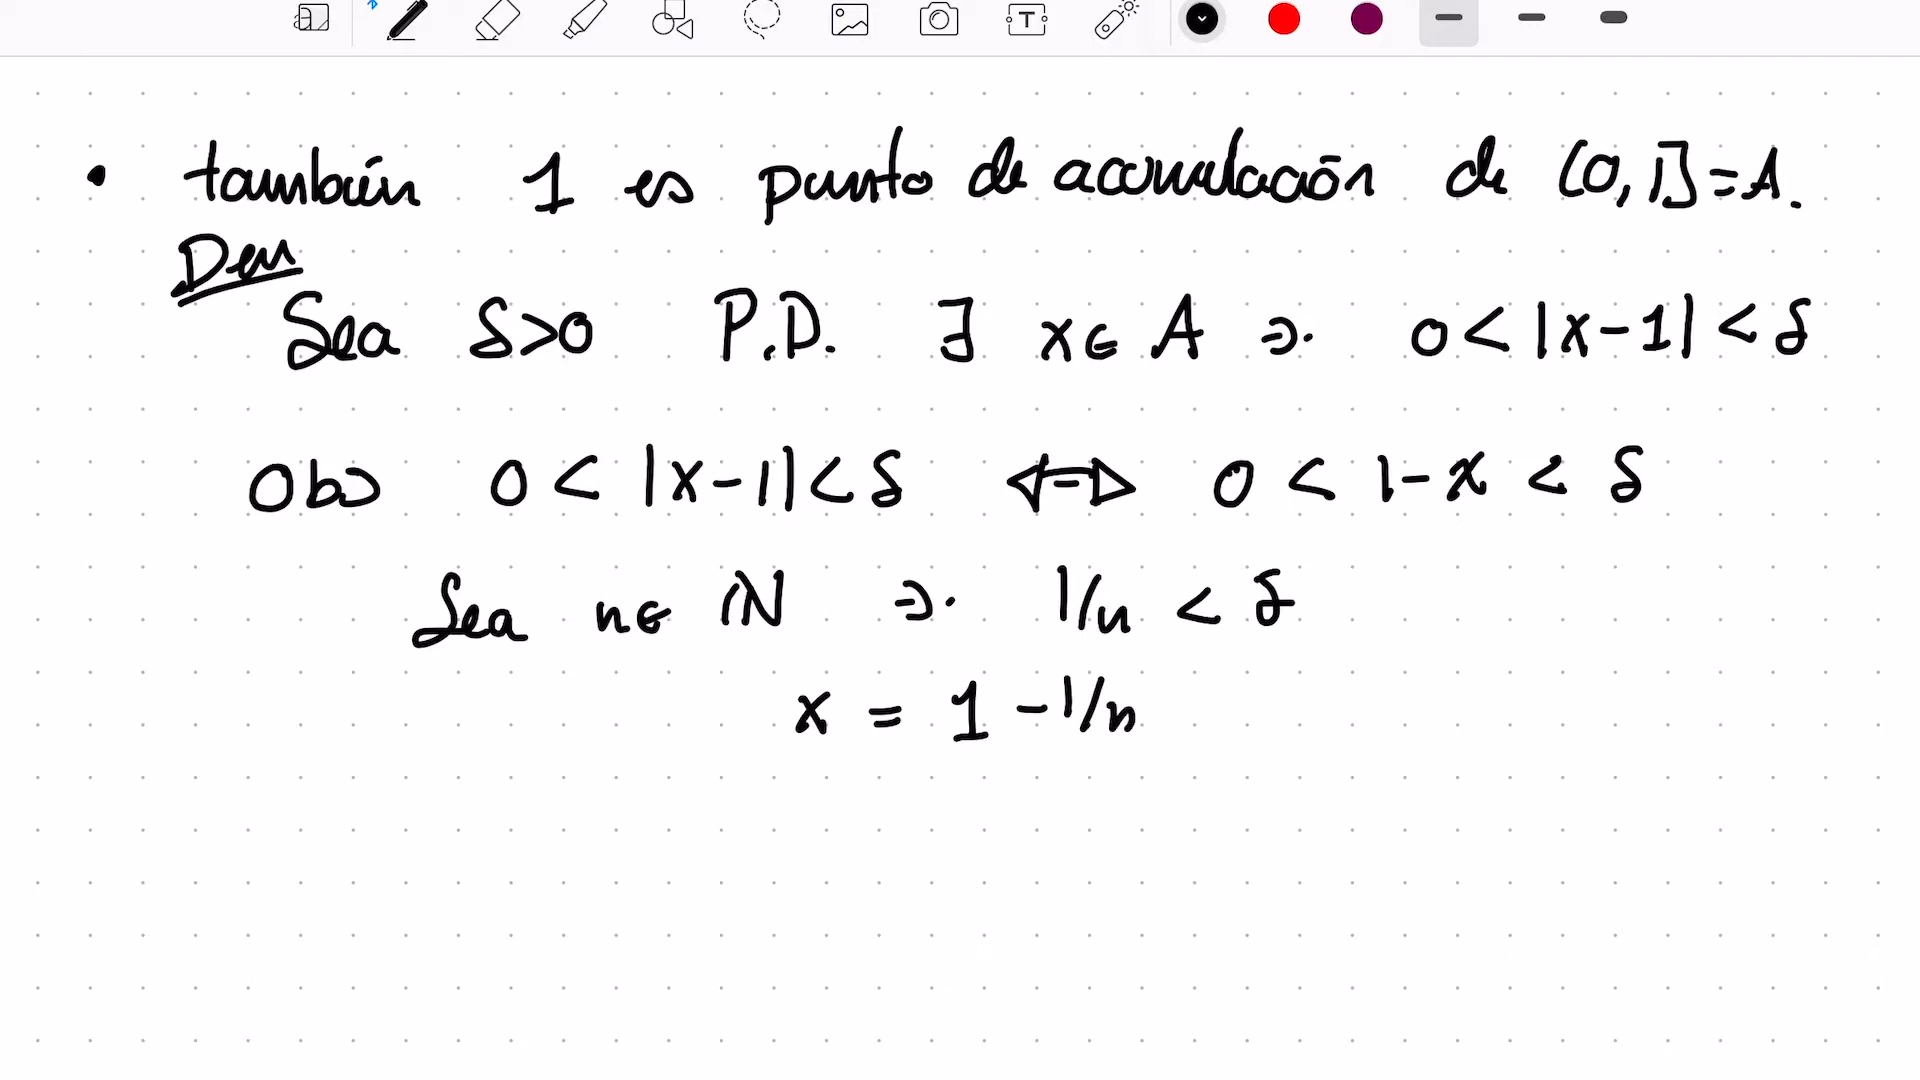 • también 1 es punto de acumulación de (0,1]=A.
Dem
Sea δ>0 P.D. ∃ x∈A ∋. 0<|x-1|<δ
Obs 0<|x-1|<δ ⟺ 0<1-x<δ
Sea n∈ℕ ∋. 1/n < δ
x = 1 - 1/n